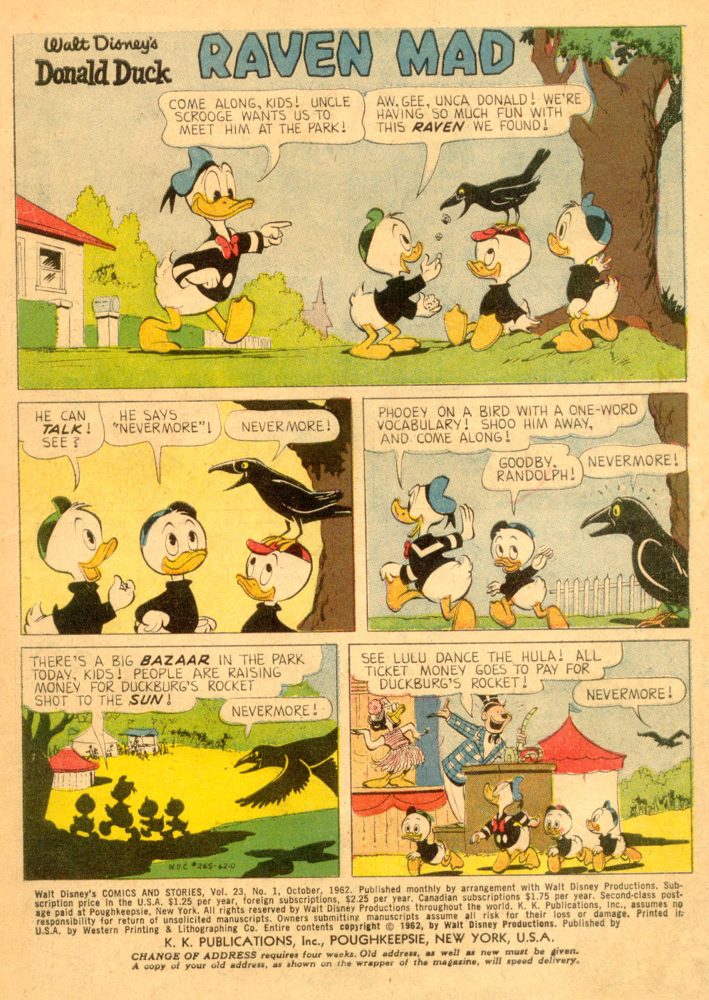 Walt Disney's
Donald Duck
RAVEN MAD
COME ALONG, KIDS! UNCLE
SCROOGE WANTS US TO
MEET HIM AT THE PARK!
AW, GEE, UNCA DONALD! WE'RE
HAVING SO MUCH FUN WITH
THIS RAVEN WE FOUND!
HE CAN
TALK!
SEE?
HE SAYS
"NEVERMORE"!
NEVERMORE!
PHOOEY ON A BIRD WITH A ONE-WORD
VOCABULARY! SHOO HIM AWAY,
AND COME ALONG!
GOODBY,
RANDOLPH!
NEVERMORE!
THERE'S A BIG BAZAAR IN THE PARK
TODAY, KIDS! PEOPLE ARE RAISING
MONEY FOR DUCKBURG'S ROCKET
SHOT TO THE SUN!
NEVERMORE!
W.D.C. #265-6210
SEE LULU DANCE THE HULA! ALL
TICKET MONEY GOES TO PAY FOR
DUCKBURG'S ROCKET!
NEVERMORE!
Walt Disney's COMICS AND STORIES, Vol. 23, No. 1, October, 1962. Published monthly by arrangement with Walt Disney Productions. Sub-
scription price in the U.S.A. $1.25 per year, foreign subscriptions, $2.25 per year. Canadian subscriptions $1.75 per year. Second-class post-
age paid at Poughkeepsie, New York. All rights reserved by Walt Disney Productions throughout the world. K. K. Publications, Inc., assumes no
responsibility for return of unsolicited manuscripts. Owners submitting manuscripts assume all risk for their loss or damage. Printed in
U.S.A. by Western Printing & Lithographing Co. Entire contents copyright © 1962, by Walt Disney Productions. Published by
K. K. PUBLICATIONS, Inc., POUGHKEEPSIE, NEW YORK, U.S.A.
CHANGE OF ADDRESS requires four weeks. Old address, as well as new must be given.
A copy of your old address, as shown on the wrapper of the magazine, will speed delivery.